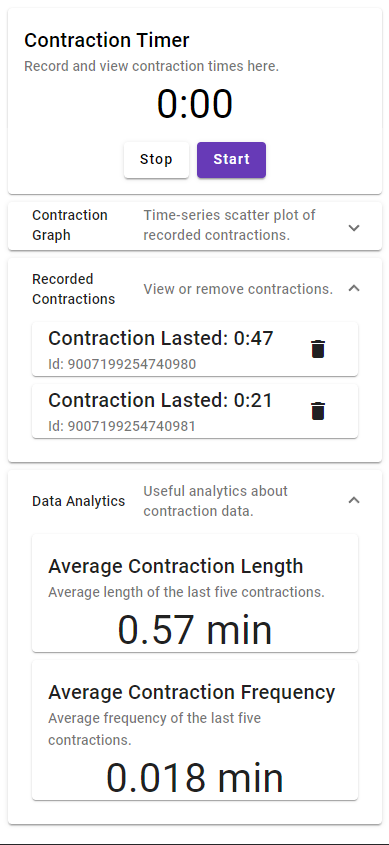 Contraction Timer
Record and view contraction times here.
0:00
Stop
Start
Contraction
Graph
Time-series scatter plot of
recorded contractions.
Recorded
Contractions
View or remove contractions.
Contraction Lasted: 0:47
Id: 9007199254740980
Contraction Lasted: 0:21
Id: 9007199254740981
Data Analytics
Useful analytics about
contraction data.
Average Contraction Length
Average length of the last five contractions.
0.57 min
Average Contraction Frequency
Average frequency of the last five
contractions.
0.018 min